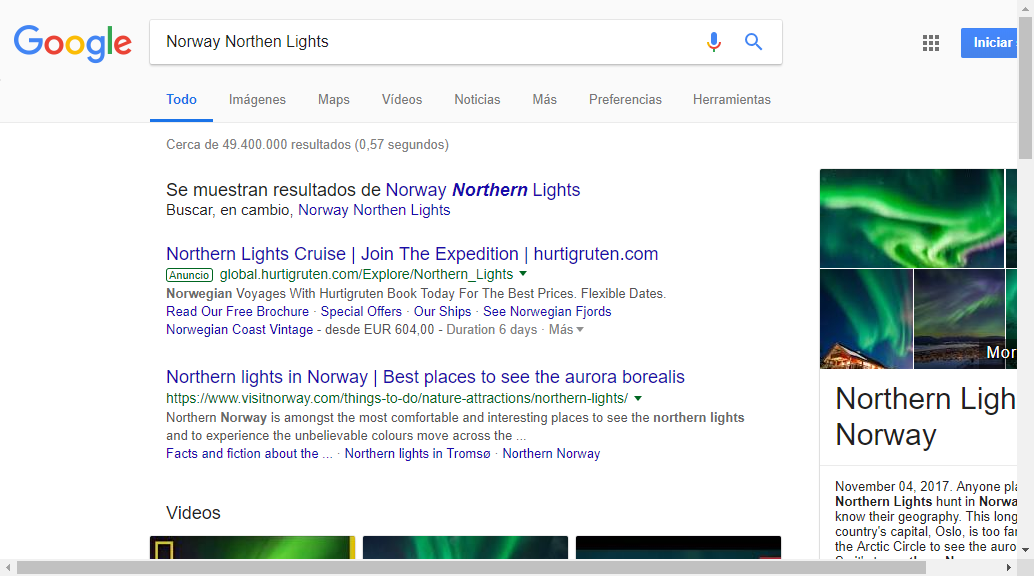 Google
Norway Northen Lights
Iniciar
Todo Imágenes Maps Vídeos Noticias Más Preferencias Herramientas
Cerca de 49.400.000 resultados (0,57 segundos)
Se muestran resultados de Norway Northern Lights
Buscar, en cambio, Norway Northen Lights
Northern Lights Cruise | Join The Expedition | hurtigruten.com
Anuncio global.hurtigruten.com/Explore/Northern_Lights
Norwegian Voyages With Hurtigruten Book Today For The Best Prices. Flexible Dates.
Read Our Free Brochure · Special Offers · Our Ships · See Norwegian Fjords
Norwegian Coast Vintage - desde EUR 604,00 - Duration 6 days · Más
Northern lights in Norway | Best places to see the aurora borealis
https://www.visitnorway.com/things-to-do/nature-attractions/northern-lights/
Northern Norway is amongst the most comfortable and interesting places to see the northern lights
and to experience the unbelievable colours move across the ...
Facts and fiction about the ... · Northern lights in Tromsø · Northern Norway
Videos
Mor
Northern Ligh
Norway
November 04, 2017. Anyone pla
Northern Lights hunt in Norwa
know their geography. This long
country's capital, Oslo, is too far
the Arctic Circle to see the auro